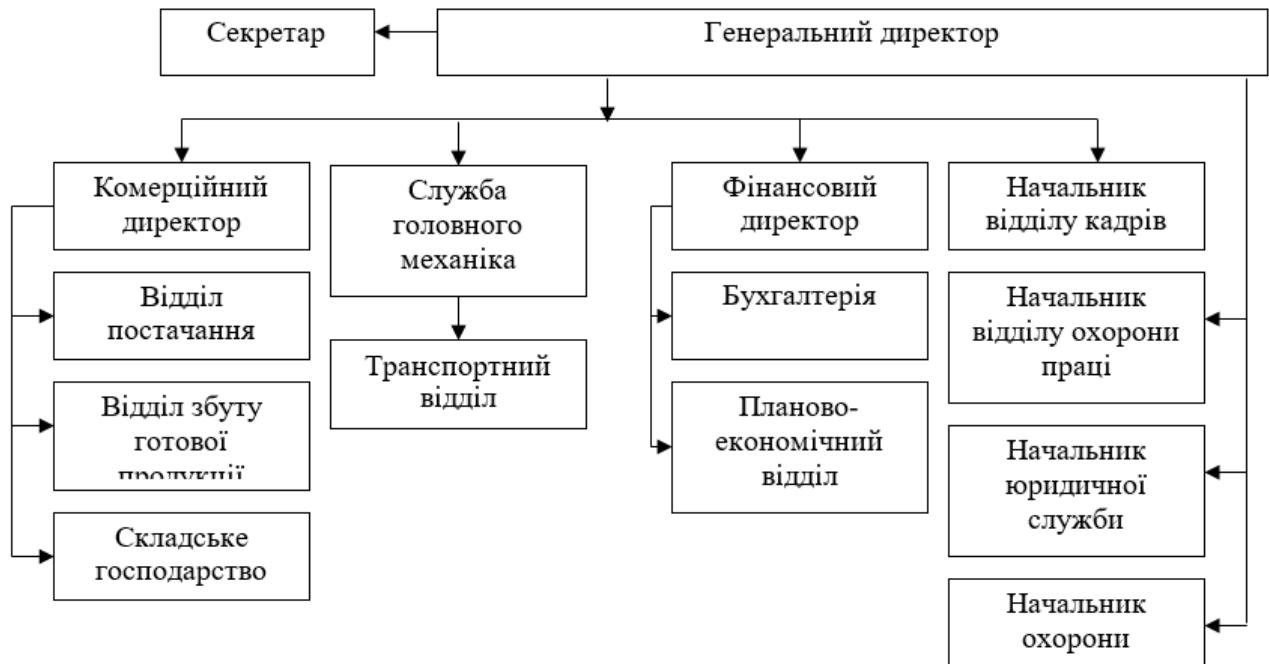 Секретар
Генеральний директор
Комерційний
директор
Служба
головного
механіка
Фінансовий
директор
Начальник
відділу кадрів
Відділ
постачання
Транспортний
відділ
Бухгалтерія
Начальник
відділу охорони
праці
Відділ збуту
готової
продукції
Планово-
економічний
відділ
Начальник
юридичної
служби
Складське
господарство
Начальник
охорони